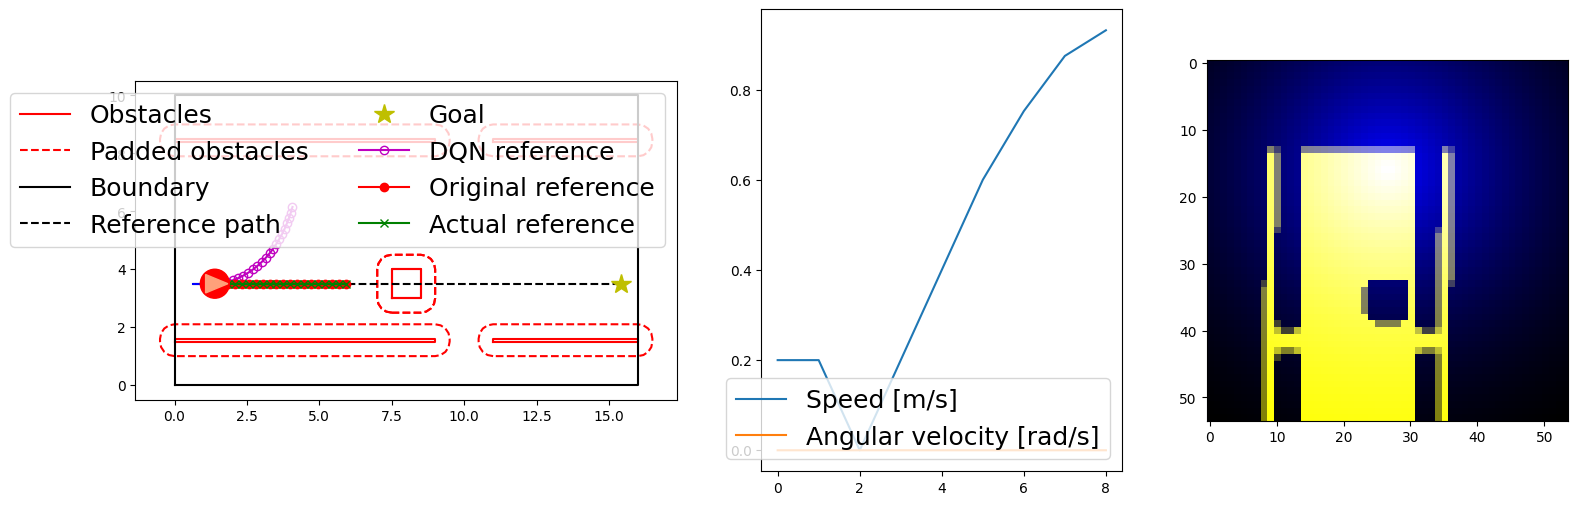 10
8
6
4
2
0
0.0 2.5 5.0 7.5 10.0 12.5 15.0
Obstacles
Padded obstacles
Boundary
Reference path
Goal
DQN reference
Original reference
Actual reference
0.8
0.6
0.4
0.2
0.0
0 2 4 6 8
Speed [m/s]
Angular velocity [rad/s]
0
10
20
30
40
50
0 10 20 30 40 50